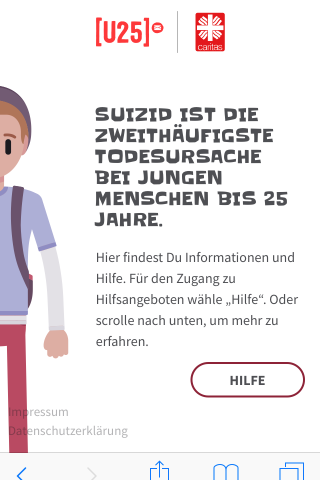 [U25]
caritas
SUIZID IST DIE
ZWEITHÄUFIGSTE
TODESURSACHE
BEI JUNGEN
MENSCHEN BIS 25
JAHRE.
Hier findest Du Informationen und
Hilfe. Für den Zugang zu
Hilfsangeboten wähle „Hilfe“. Oder
scrolle nach unten, um mehr zu
erfahren.
HILFE
Impressum
Datenschutzerklärung